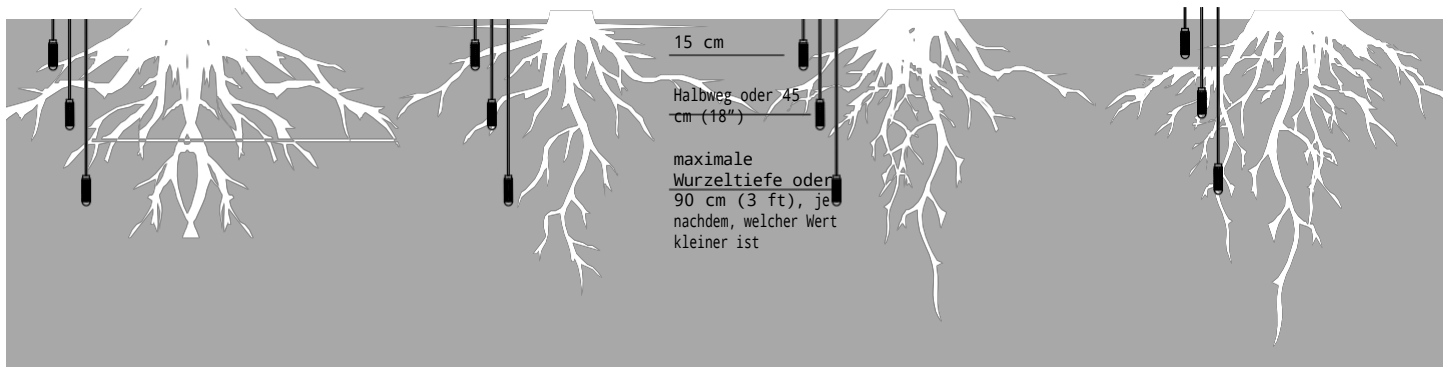 15 cm
Halbweg oder 45
cm (18")
maximale
Wurzeltiefe oder
90 cm (3 ft), je
nachdem, welcher Wert
kleiner ist